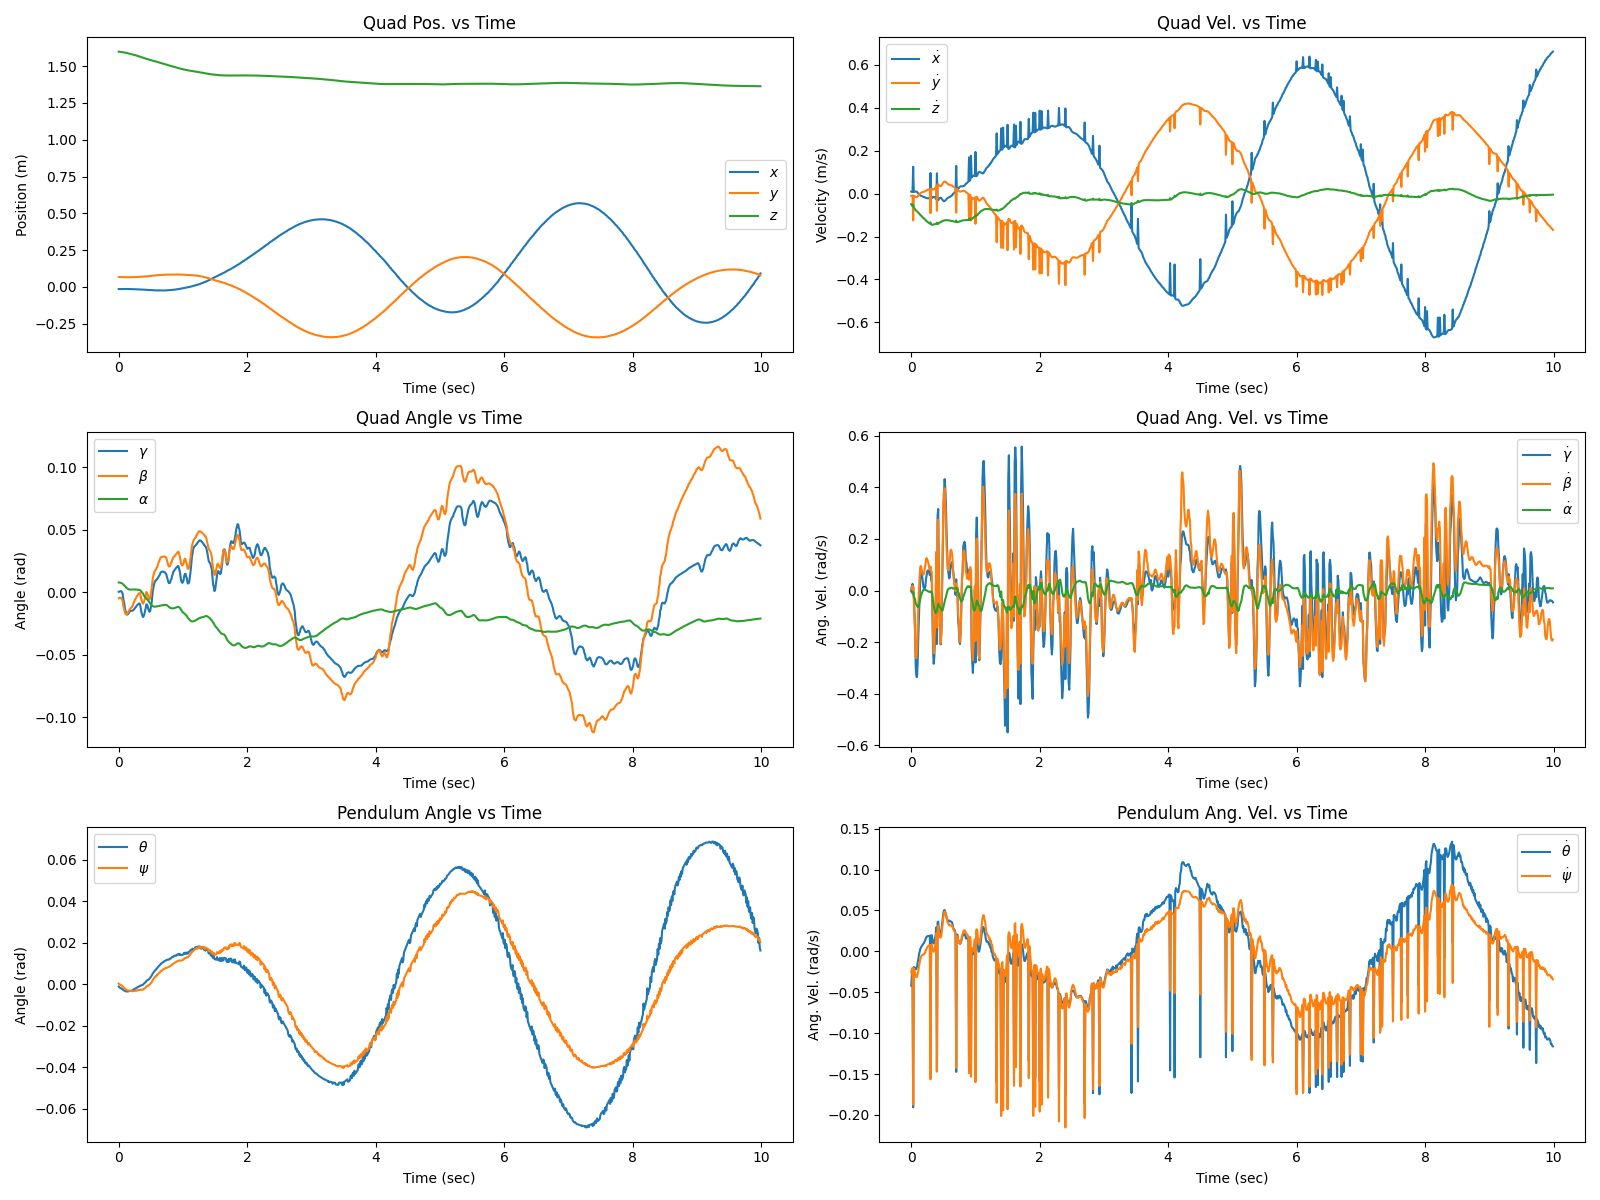 Quad Pos. vs Time
Position (m)
1.50
1.25
1.00
0.75
0.50
0.25
0.00
−0.25
x
y
z
0 2 4 6 8 10
Time (sec)
Quad Vel. vs Time
Velocity (m/s)
0.6
0.4
0.2
0.0
−0.2
−0.4
−0.6
ẋ
ẏ
ż
0 2 4 6 8 10
Time (sec)
Quad Angle vs Time
Angle (rad)
0.10
0.05
0.00
−0.05
−0.10
γ
β
α
0 2 4 6 8 10
Time (sec)
Quad Ang. Vel. vs Time
Ang. Vel. (rad/s)
0.6
0.4
0.2
0.0
−0.2
−0.4
−0.6
γ̇
β̇
α̇
0 2 4 6 8 10
Time (sec)
Pendulum Angle vs Time
Angle (rad)
0.06
0.04
0.02
0.00
−0.02
−0.04
−0.06
θ
ψ
0 2 4 6 8 10
Time (sec)
Pendulum Ang. Vel. vs Time
Ang. Vel. (rad/s)
0.15
0.10
0.05
0.00
−0.05
−0.10
−0.15
−0.20
θ̇
ψ̇
0 2 4 6 8 10
Time (sec)